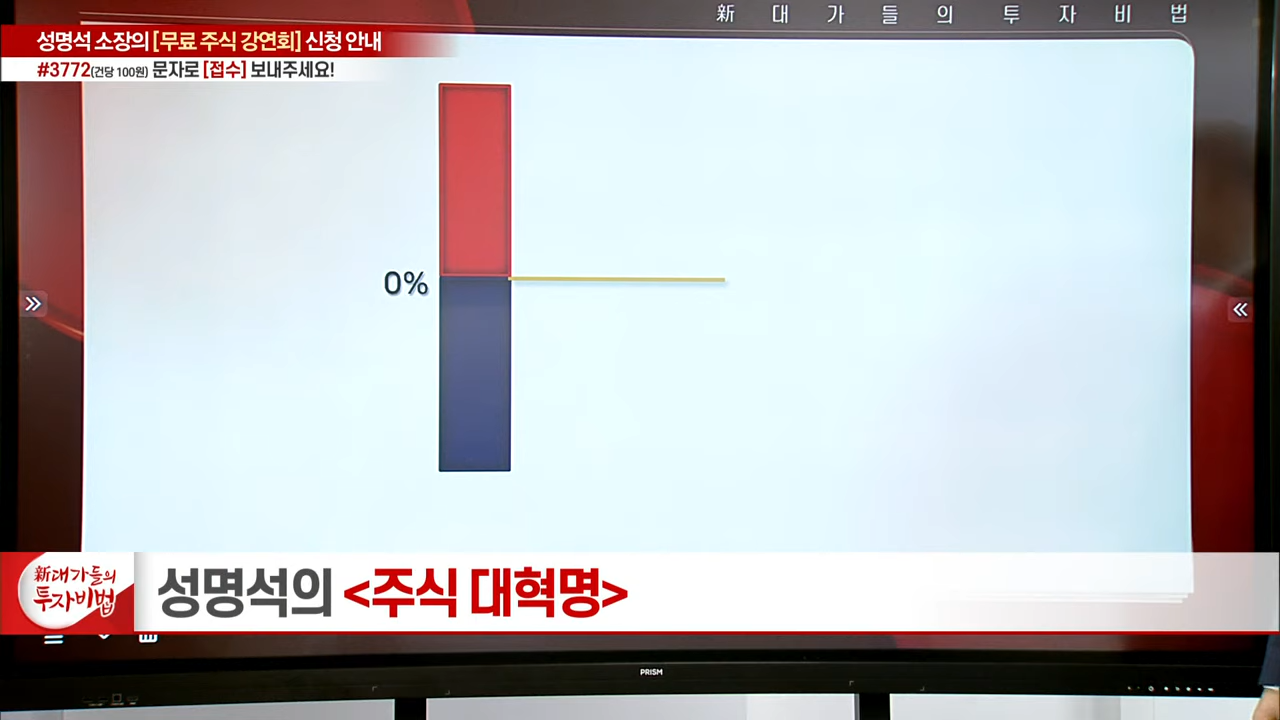 新 대가들의 투자비법
성명석 소장의 [무료 주식 강연회] 신청 안내
#3772(건당 100원) 문자로 [접수] 보내주세요!
0%
新대가들의
투자비법
성명석의 <주식 대혁명>
PRISM